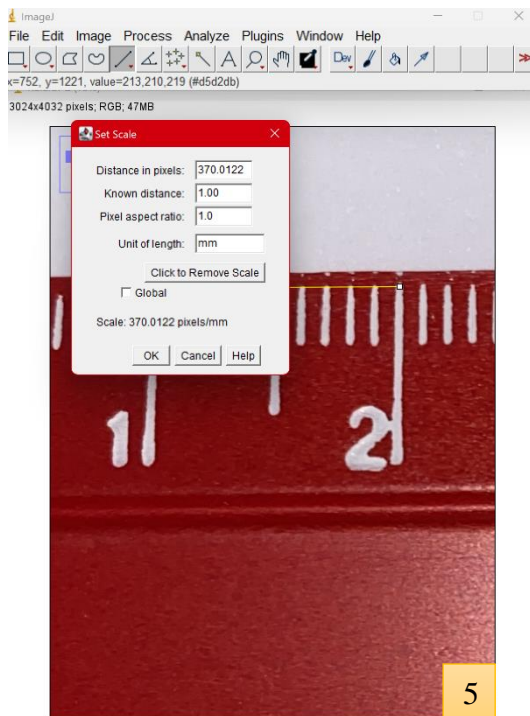 ImageJ
File Edit Image Process Analyze Plugins Window Help
Dev
x=752, y=1221, value=213,210,219 (#d5d2db)
3024x4032 pixels; RGB; 47MB
Set Scale
Distance in pixels: 370.0122
Known distance: 1.00
Pixel aspect ratio: 1.0
Unit of length: mm
Click to Remove Scale
Global
Scale: 370.0122 pixels/mm
OK Cancel Help
1 2
5